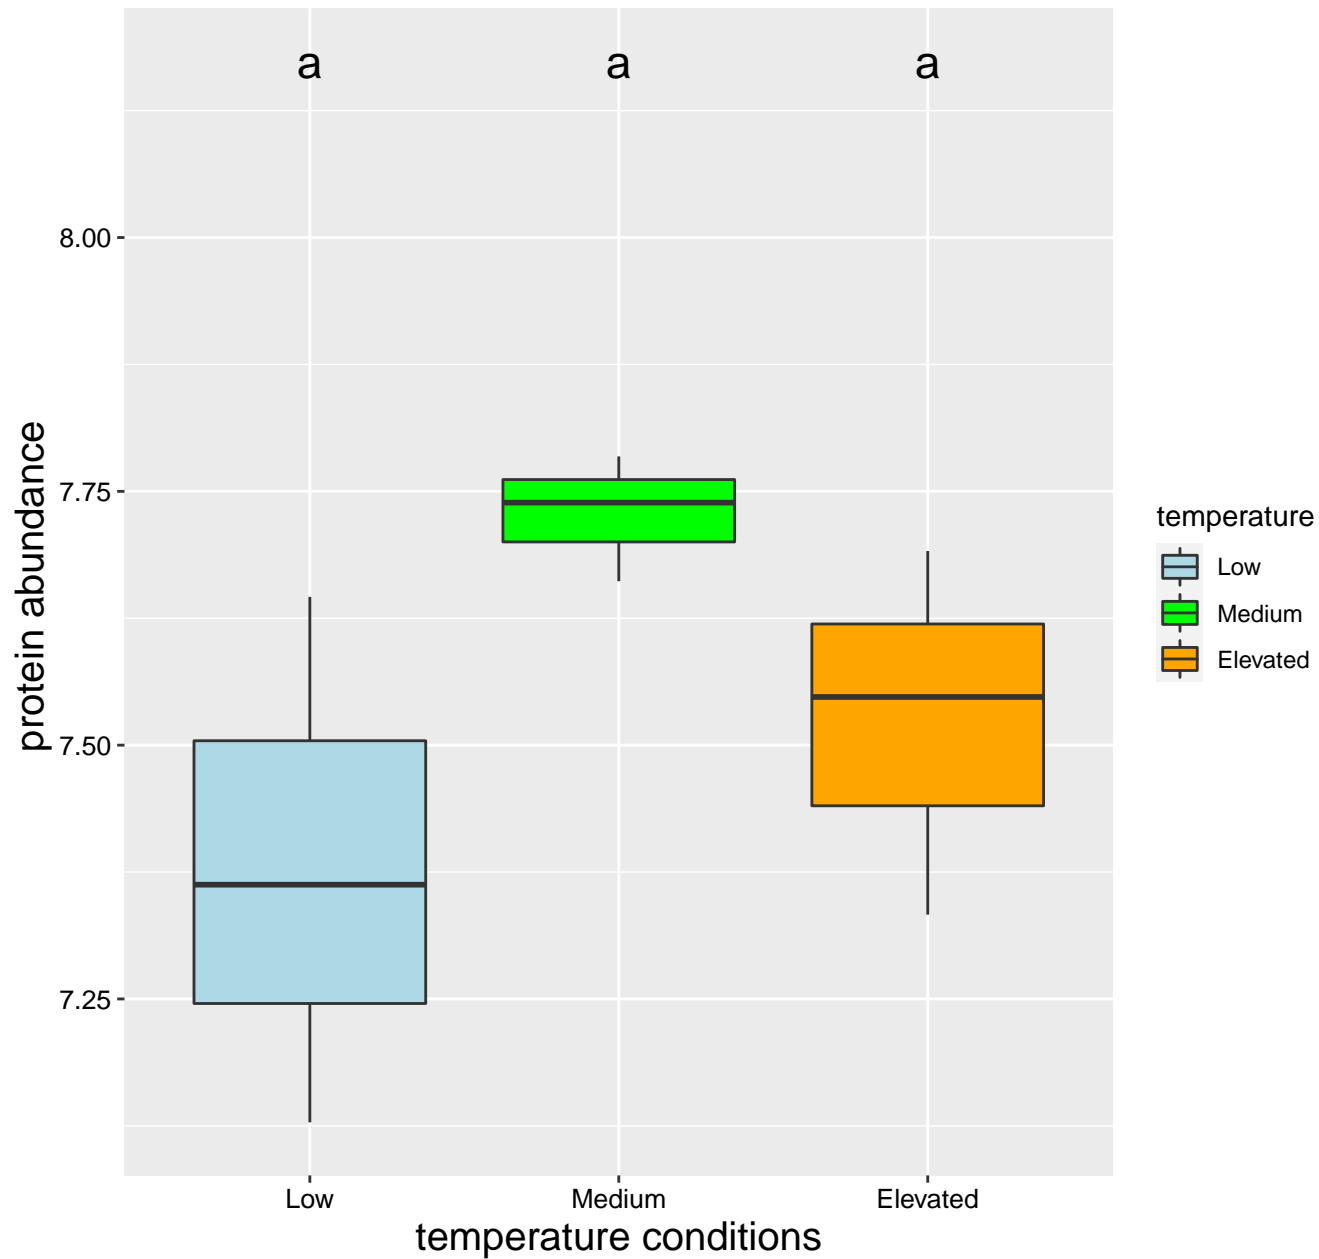 a a a
8.00
7.75
7.50
7.25
protein abundance
Low Medium Elevated
temperature conditions
temperature
Low
Medium
Elevated